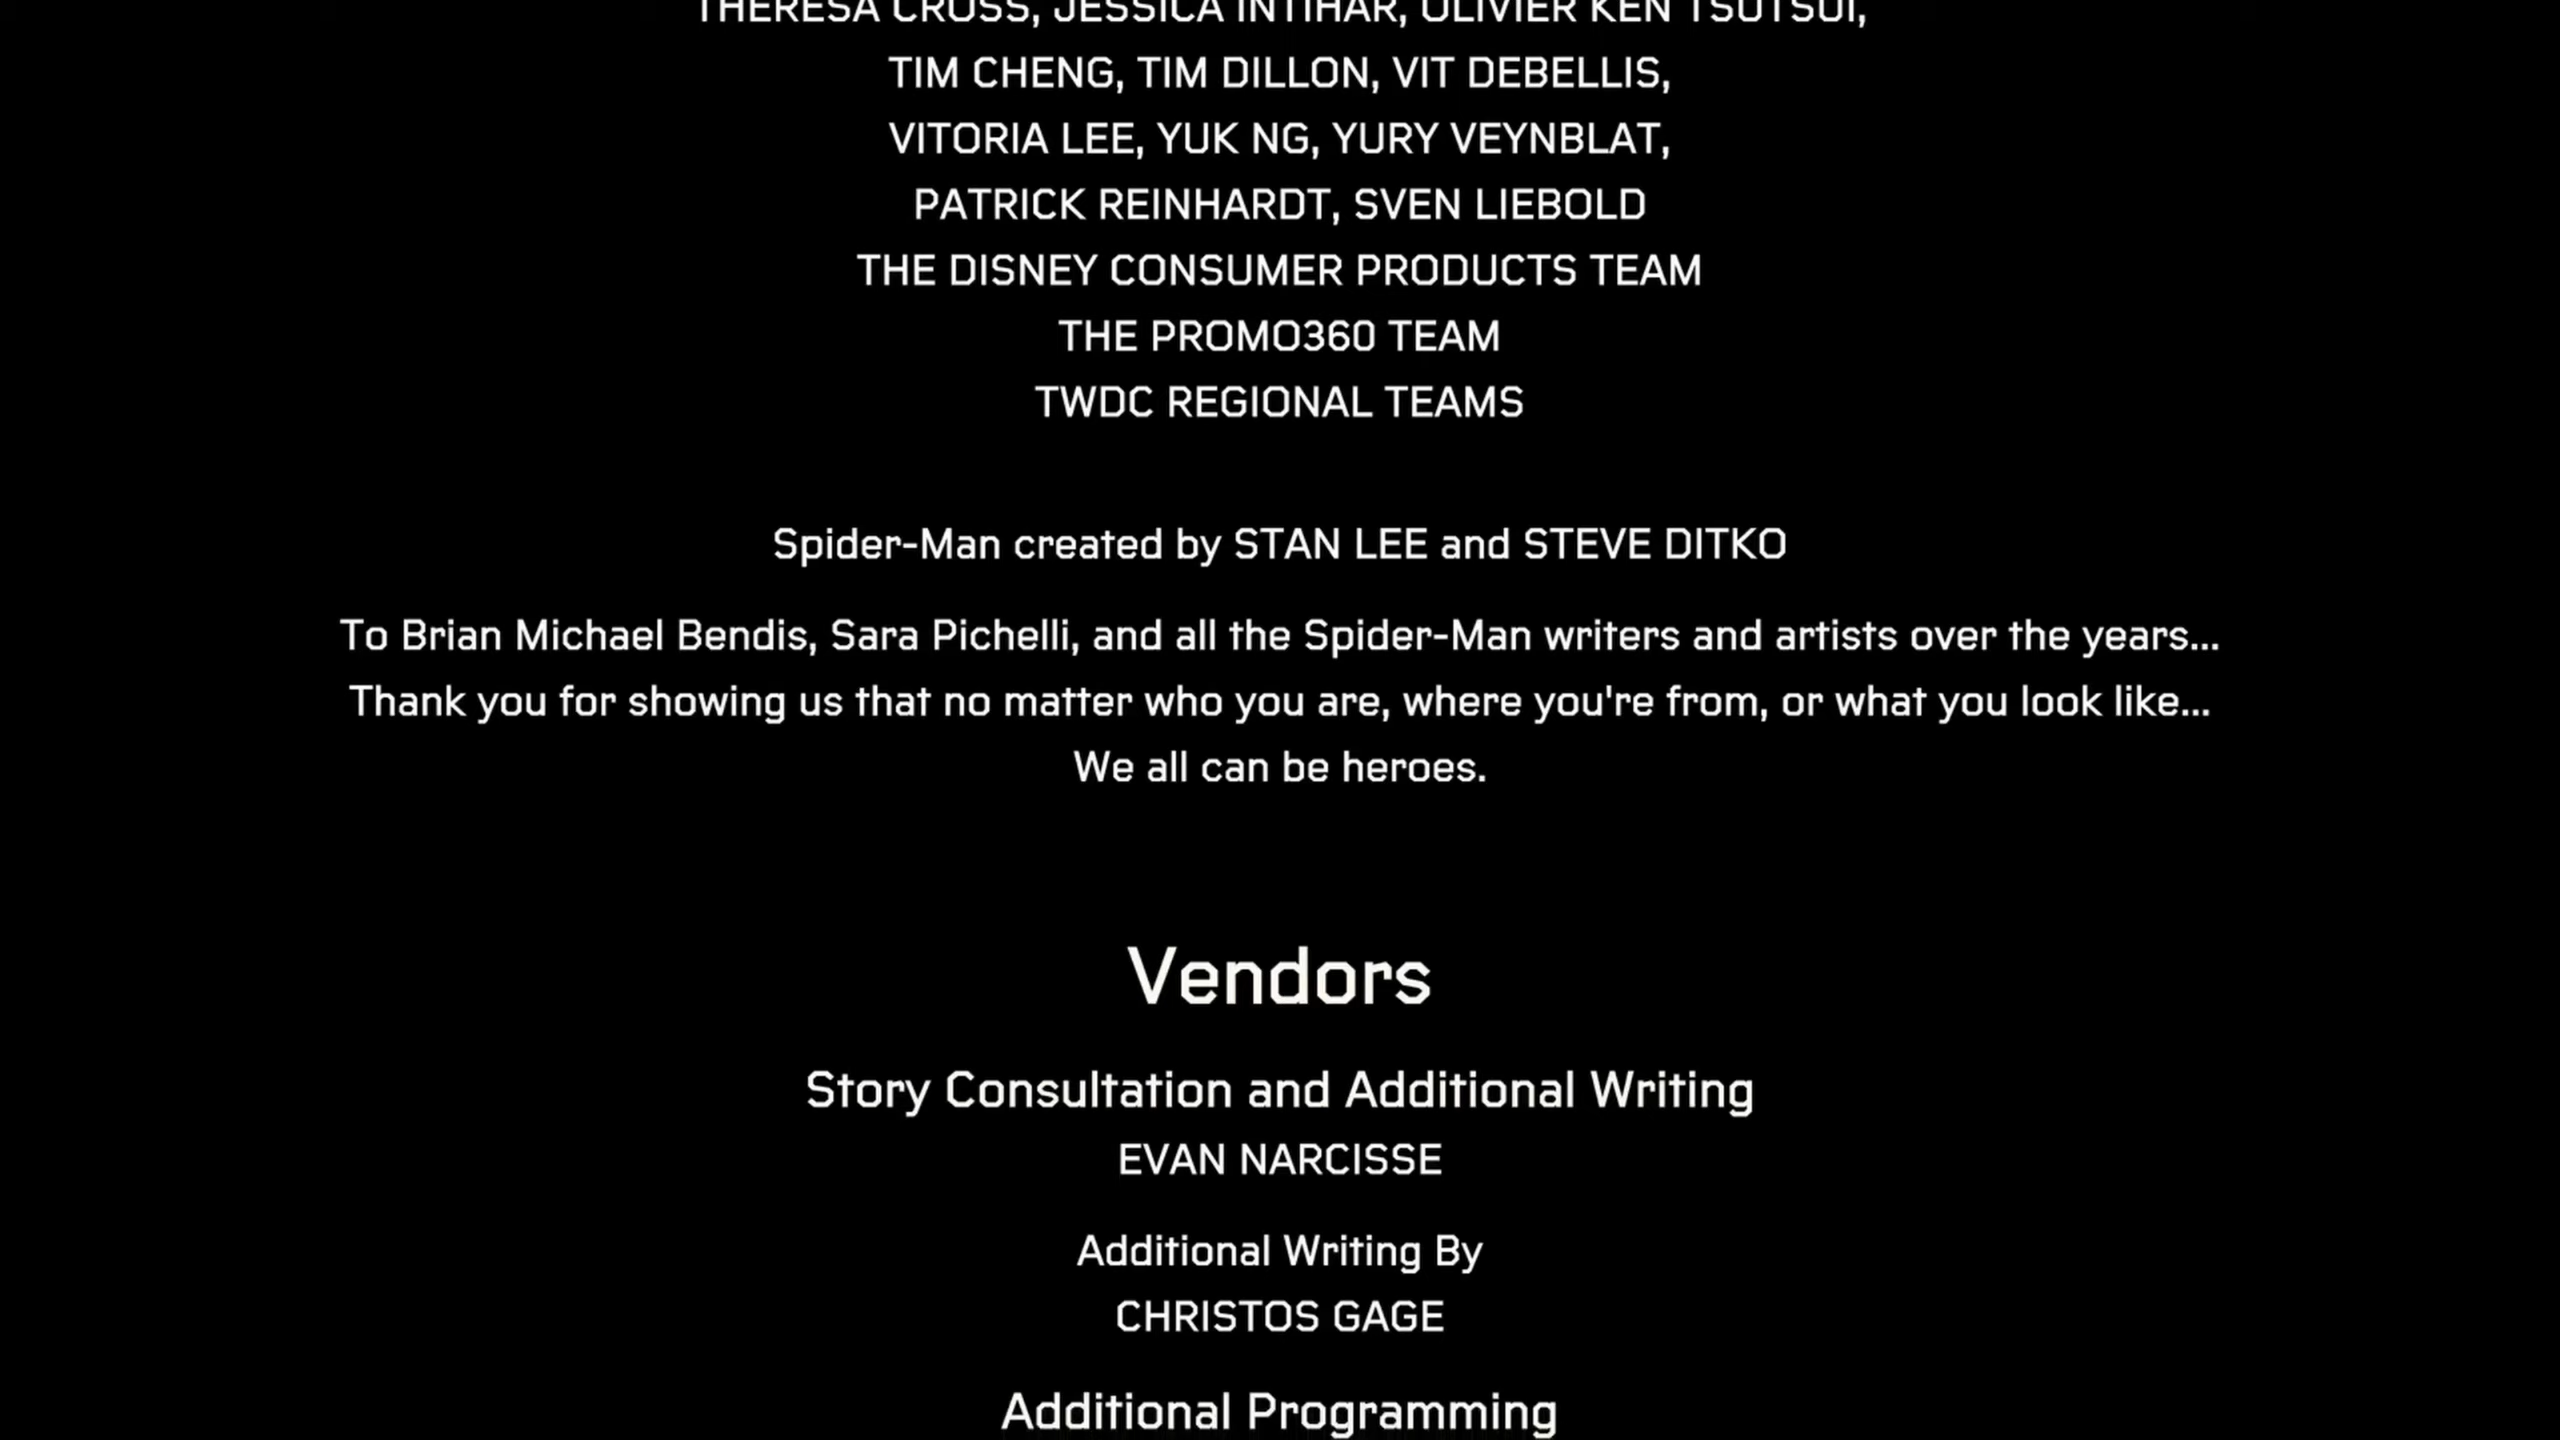 THERESA CROSS, JESSICA INTIHAR, OLIVIER KEN TSUTSUI,
TIM CHENG, TIM DILLON, VIT DEBELLIS,
VITORIA LEE, YUK NG, YURY VEYNBLAT,
PATRICK REINHARDT, SVEN LIEBOLD
THE DISNEY CONSUMER PRODUCTS TEAM
THE PROMO360 TEAM
TWDC REGIONAL TEAMS
Spider-Man created by STAN LEE and STEVE DITKO
To Brian Michael Bendis, Sara Pichelli, and all the Spider-Man writers and artists over the years...
Thank you for showing us that no matter who you are, where you're from, or what you look like...
We all can be heroes.
Vendors
Story Consultation and Additional Writing
EVAN NARCISSE
Additional Writing By
CHRISTOS GAGE
Additional Programming